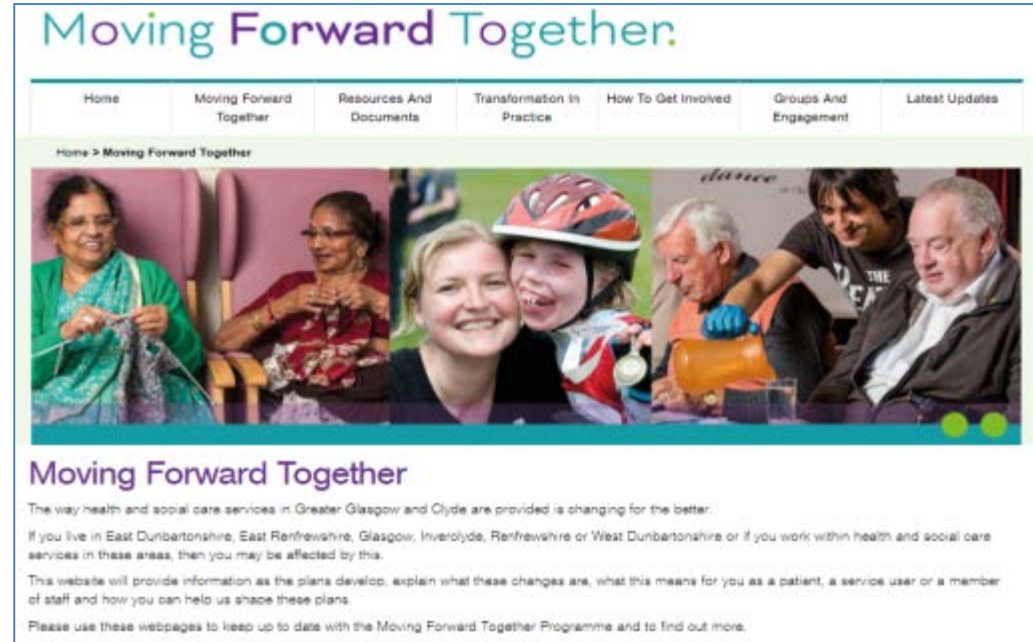 Moving Forward Together:
Home
Moving Forward
Together
Resources And
Documents
Transformation In
Practice
How To Get Involved
Groups And
Engagement
Latest Updates
Home > Moving Forward Together
dance
THE
Moving Forward Together
The way health and social care services in Greater Glasgow and Clyde are provided is changing for the better.
If you live in East Dunbartonshire, East Renfrewshire, Glasgow, Inverclyde, Renfrewshire or West Dunbartonshire or if you work within health and social care
services in these areas, then you may be affected by this.
This website will provide information as the plans develop, explain what these changes are, what this means for you as a patient, a service user or a member
of staff and how you can help us shape these plans.
Please use these webpages to keep up to date with the Moving Forward Together Programme and to find out more.